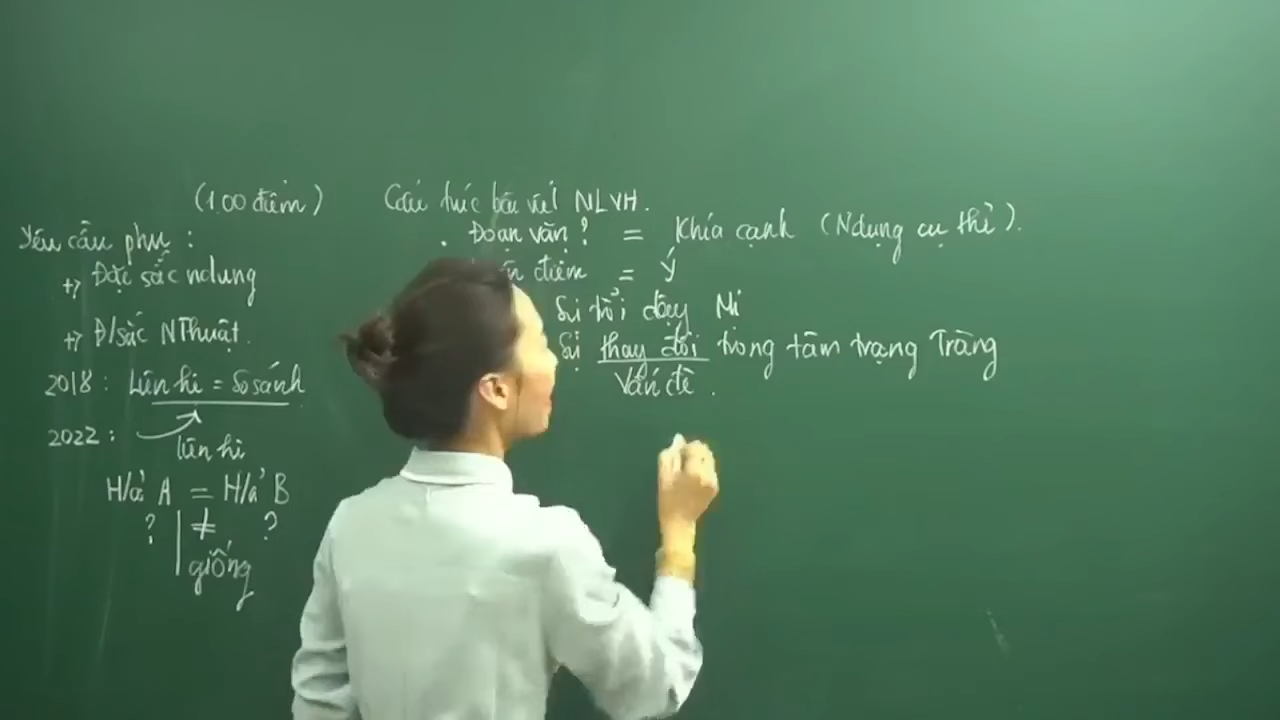 (1.00 điểm)
Yêu cầu phụ :
↦ Đặc sắc ndung
↦ Đ/sắc NThuật.
2018 : Liên hệ = So sánh
2022 :
liên hệ
H/ả A = H/ả B
? | ≠ ?
giống
Cấu trúc bài viết NLVH.
. Đoạn văn ? = Khía cạnh (Ndung cụ thể).
điểm = ý
Sự trỗi dậy Mị
Sự thay đổi trong tâm trạng Tràng
Vấn đề .